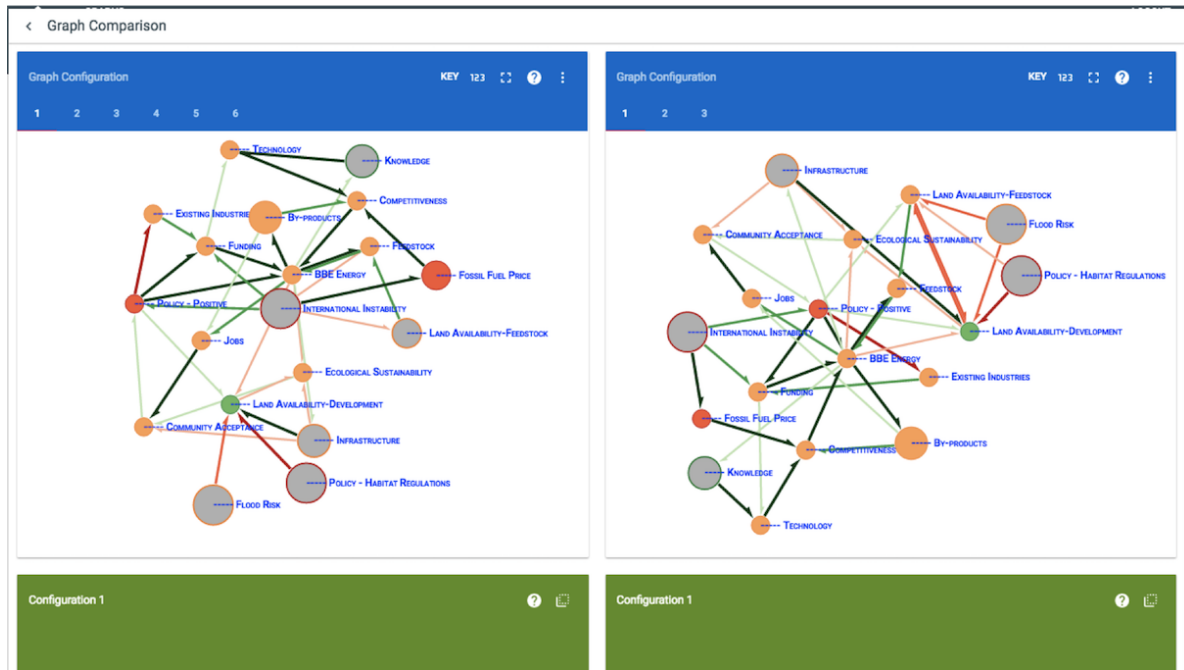 Graph Comparison
Graph Configuration
KEY 123
1 2 3 4 5 6
Technology
Knowledge
Competitiveness
Existing Industrie
By-products
Funding
Feedstock
BBE Energy
Fossil Fuel Price
Policy - Positive
International Instability
Land Availability-Feedstock
Jobs
Ecological Sustainability
Land Availability-Development
Community Acceptance
Infrastructure
Policy - Habitat Regulations
Flood Risk
Graph Configuration
KEY 123
1 2 3
Infrastructure
Land Availability-Feedstock
Flood Risk
Community Acceptance
Ecological Sustainability
Policy - Habitat Regulations
Feedstock
Jobs
Policy - Positive
International Instability
Land Availability-Development
BBE Energy
Existing Industries
Funding
Fossil Fuel Price
By-products
Competitiveness
Knowledge
Technology
Configuration 1
Configuration 1